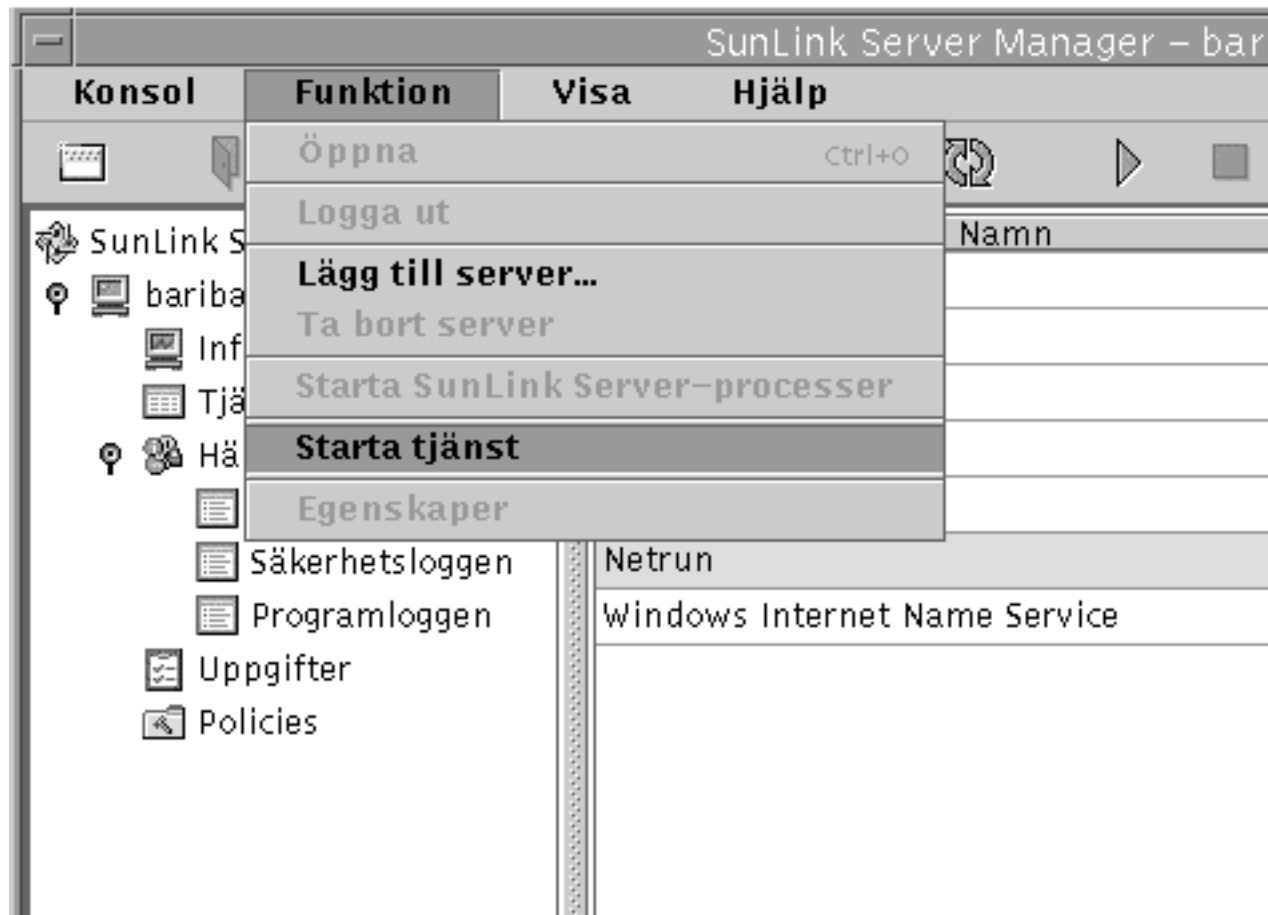 SunLink Server Manager – bar
Konsol Funktion Visa Hjälp
Öppna Ctrl+O
Logga ut
Lägg till server...
Ta bort server
Starta SunLink Server-processer
Starta tjänst
Egenskaper
SunLink S
bariba
Inf
Tjä
Hä
Säkerhetsloggen
Programloggen
Uppgifter
Policies
Namn
Netrun
Windows Internet Name Service